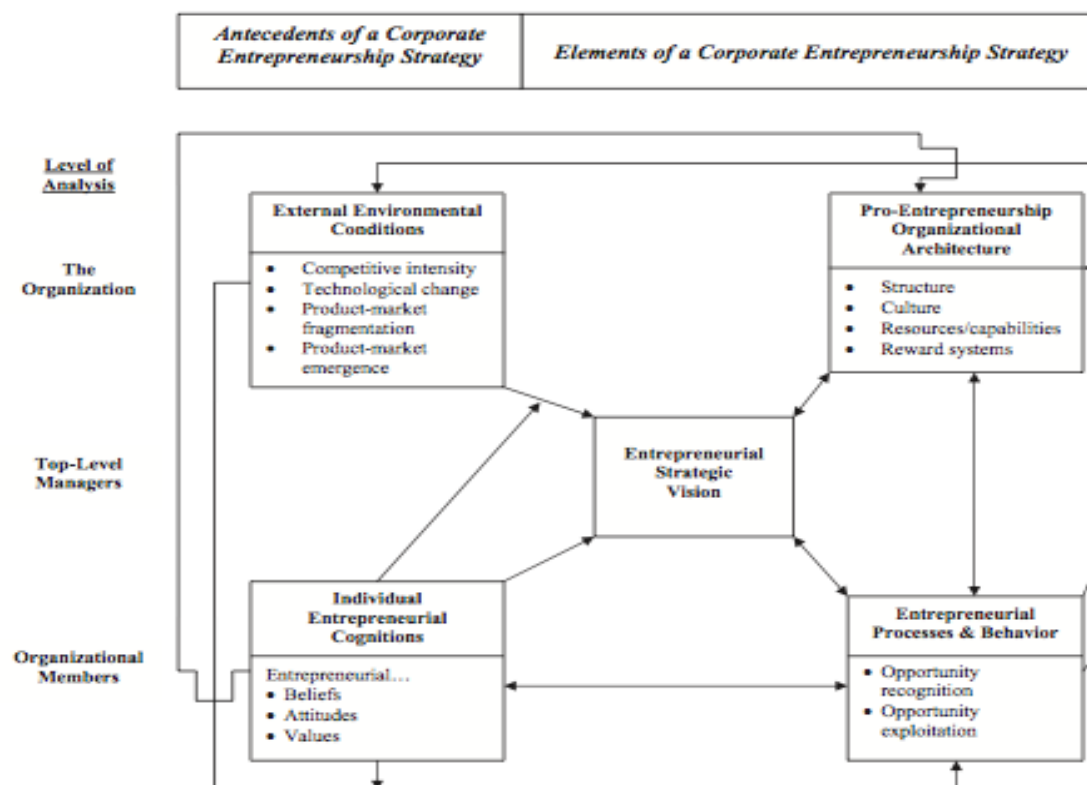 Antecedents of a Corporate
Entrepreneurship Strategy
Elements of a Corporate Entrepreneurship Strategy
Level of
Analysis
The
Organization
External Environmental
Conditions
• Competitive intensity
• Technological change
• Product-market
fragmentation
• Product-market
emergence
Pro-Entrepreneurship
Organizational
Architecture
• Structure
• Culture
• Resources/capabilities
• Reward systems
Top-Level
Managers
Entrepreneurial
Strategic
Vision
Organizational
Members
Individual
Entrepreneurial
Cognitions
Entrepreneurial…
• Beliefs
• Attitudes
• Values
Entrepreneurial
Processes & Behavior
• Opportunity
recognition
• Opportunity
exploitation